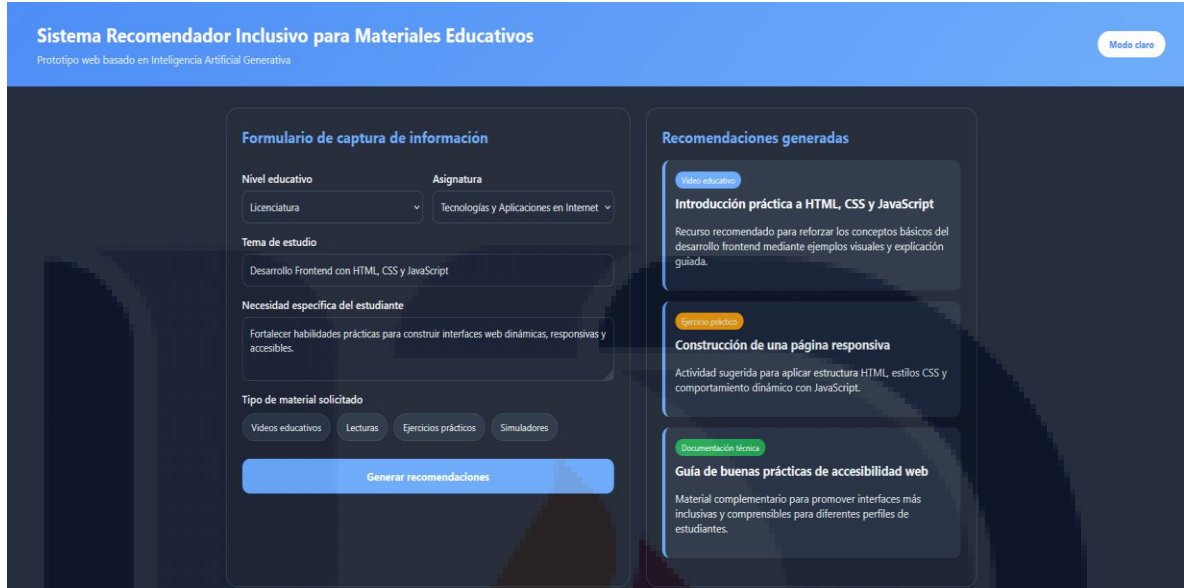 Sistema Recomendador Inclusivo para Materiales Educativos
Prototipo web basado en Inteligencia Artificial Generativa
Modo claro
Formulario de captura de información
Nivel educativo
Asignatura
Licenciatura
Tecnologías y Aplicaciones en Internet
Tema de estudio
Desarrollo Frontend con HTML, CSS y JavaScript
Necesidad específica del estudiante
Fortalecer habilidades prácticas para construir interfaces web dinámicas, responsivas y
accesibles.
Tipo de material solicitado
Videos educativos
Lecturas
Ejercicios prácticos
Simuladores
Generar recomendaciones
Recomendaciones generadas
Video educativo
Introducción práctica a HTML, CSS y JavaScript
Recurso recomendado para reforzar los conceptos básicos del
desarrollo frontend mediante ejemplos visuales y explicación
guiada.
Ejercicio práctico
Construcción de una página responsiva
Actividad sugerida para aplicar estructura HTML, estilos CSS y
comportamiento dinámico con JavaScript.
Documentación técnica
Guía de buenas prácticas de accesibilidad web
Material complementario para promover interfaces más
inclusivas y comprensibles para diferentes perfiles de
estudiantes.